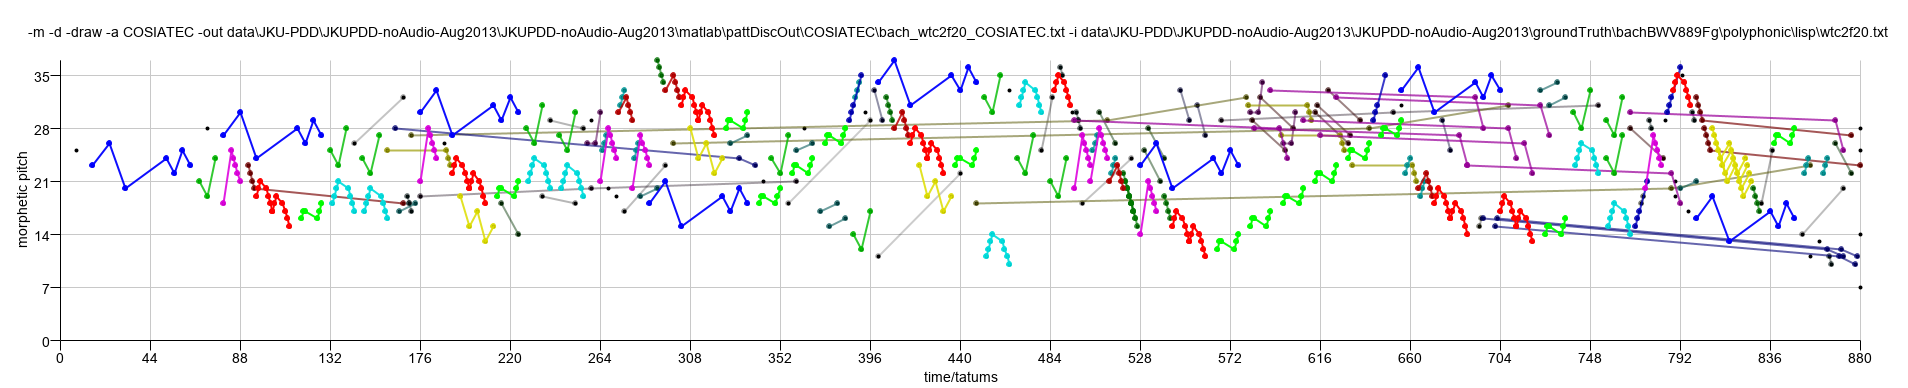 -m -d -draw -a COSIATEC -out data\JKU-PDD\JKUPDD-noAudio-Aug2013\JKUPDD-noAudio-Aug2013\matlab\pattDiscOut\COSIATEC\bach_wtc2f20_COSIATEC.txt -i data\JKU-PDD\JKUPDD-noAudio-Aug2013\JKUPDD-noAudio-Aug2013\groundTruth\bachBWV889Fg\polyphonic\lisp\wtc2f20.txt
35
28
21
14
7
0
morphetic pitch
0 44 88 132 176 220 264 308 352 396 440 484 528 572 616 660 704 748 792 836 880
time/tatums